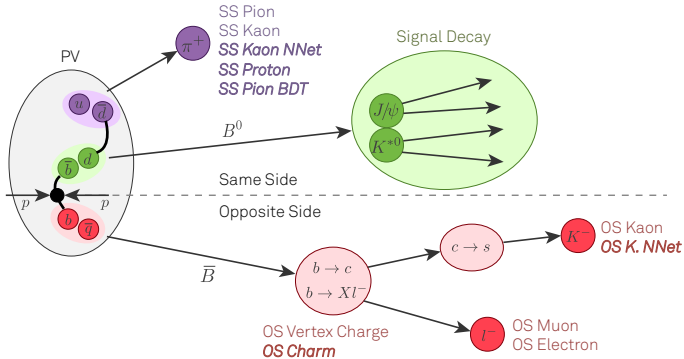 SS Pion
SS Kaon
SS Kaon NNet
SS Proton
SS Pion BDT
π⁺
Signal Decay
PV
u
d̅
J/ψ
B⁰
K*⁰
b̅
d
Same Side
p
p
Opposite Side
b
q̅
B̅
b → c
b → Xl⁻
c → s
K⁻
OS Kaon
OS K. NNet
OS Vertex Charge
OS Charm
l⁻
OS Muon
OS Electron